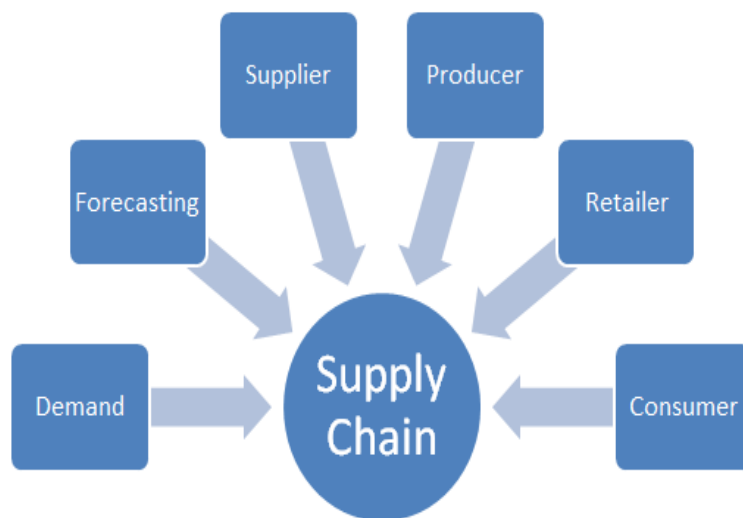 Supplier
Producer
Forecasting
Retailer
Demand
Supply
Chain
Consumer